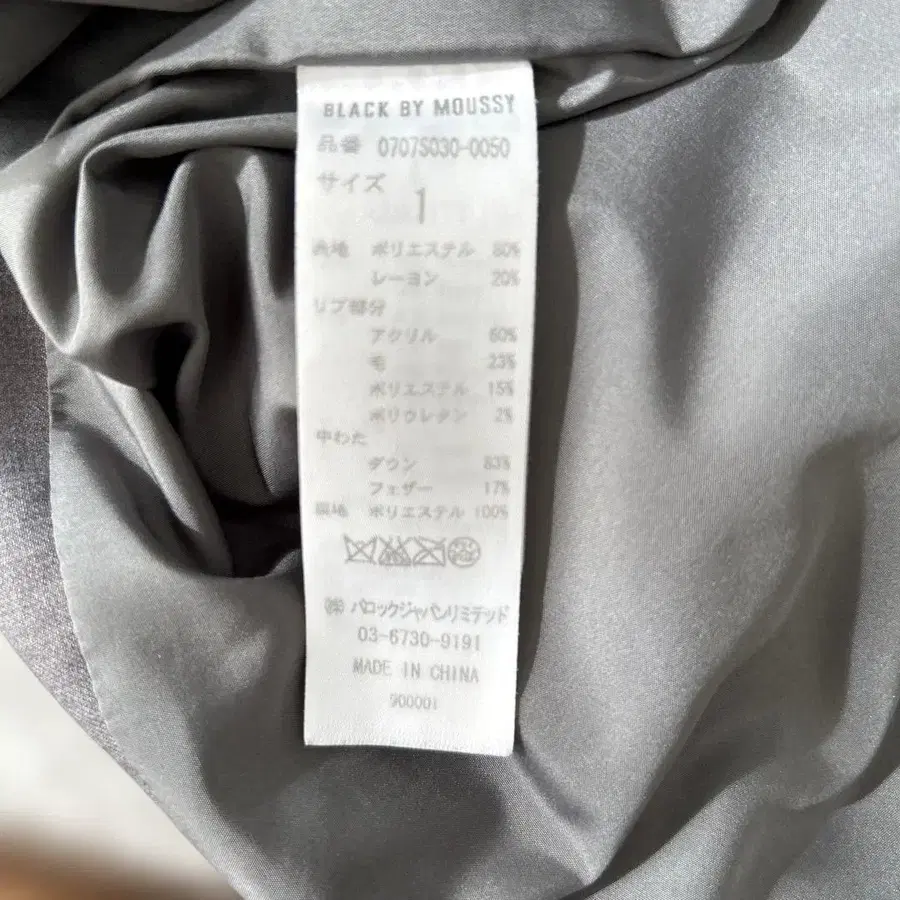 BLACK BY MOUSSY
品番 0707S030-0050
サイズ
1
表地 ポリエステル 80%
レーヨン 20%
リブ部分
アクリル 60%
毛 23%
ポリエステル 15%
ポリウレタン 2%
中わた
ダウン 83%
フェザー 17%
裏地 ポリエステル 100%
㈱バロックジャパンリミテッド
03-6730-9191
MADE IN CHINA
900001